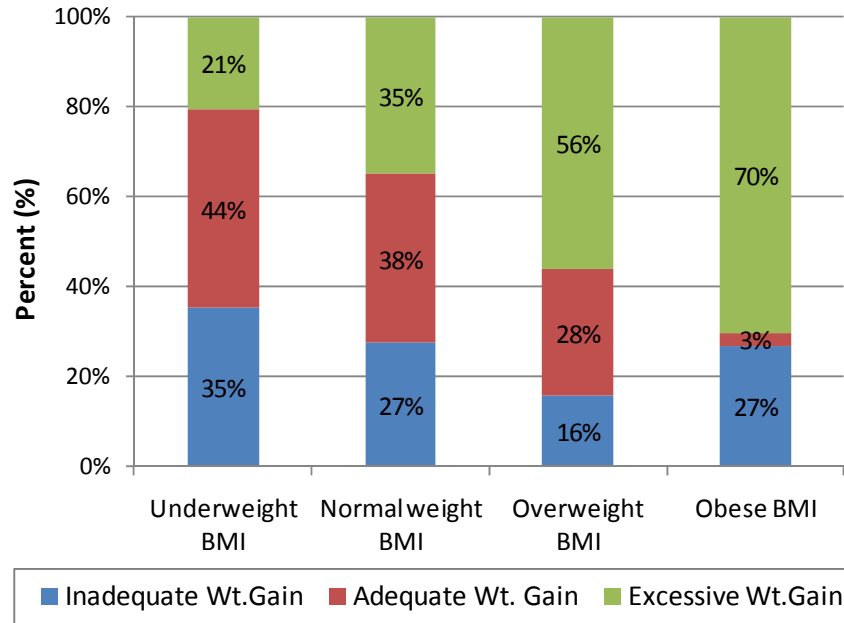 100%
80%
60%
40%
20%
0%
Percent (%)
21%
44%
35%
35%
38%
27%
56%
28%
16%
70%
3%
27%
Underweight
BMI
Normal weight
BMI
Overweight
BMI
Obese BMI
Inadequate Wt.Gain
Adequate Wt. Gain
Excessive Wt.Gain